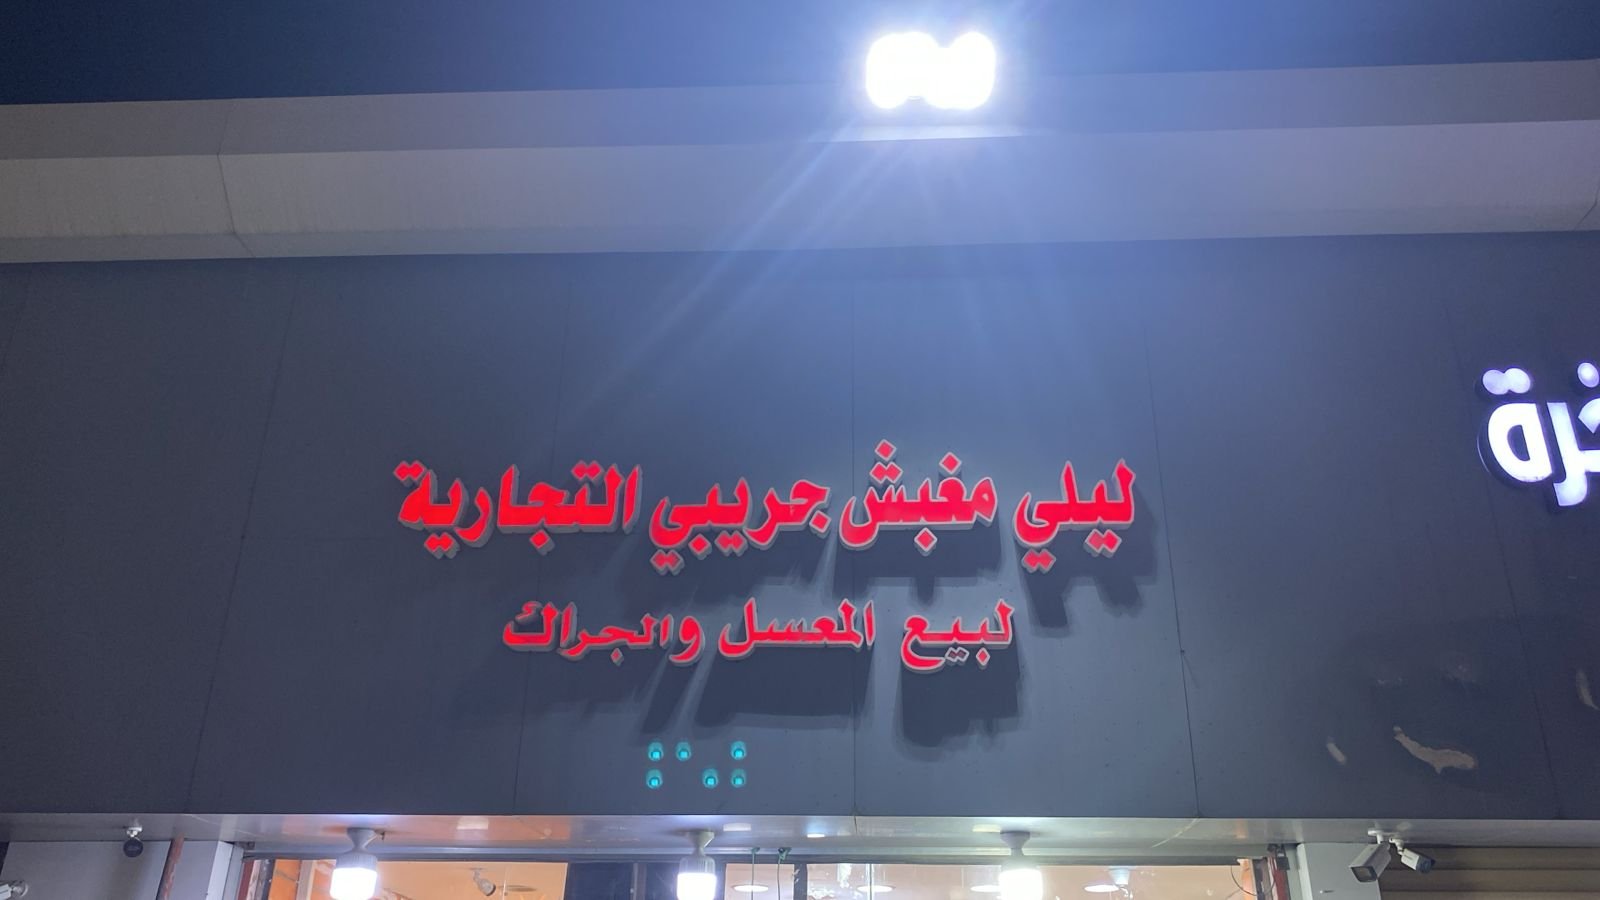 ليلي مغبش جريبي التجارية
لبيع المعسل والجراك